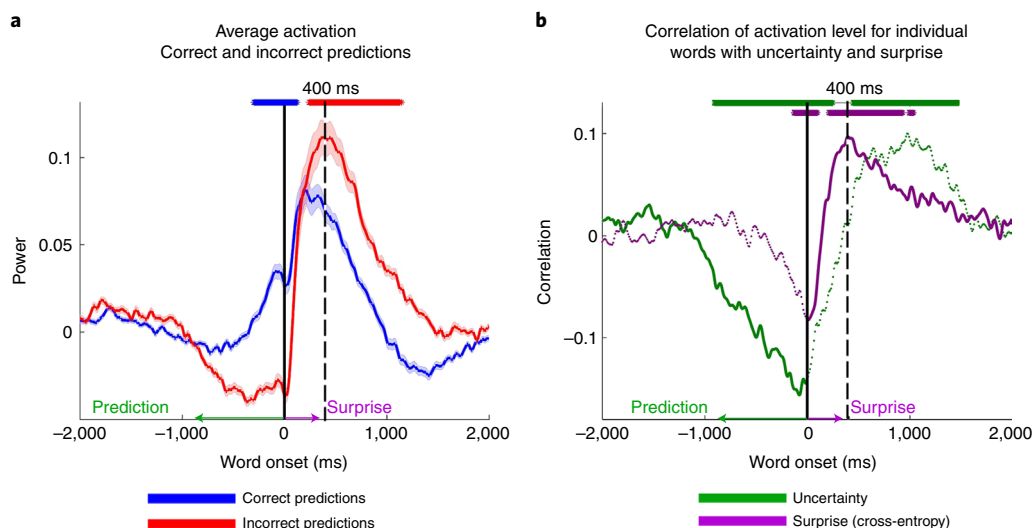 a
Average activation
Correct and incorrect predictions
400 ms
0.1
0.05
0
Power
Prediction
Surprise
–2,000
–1,000
0
1,000
2,000
Word onset (ms)
Correct predictions
Incorrect predictions
b
Correlation of activation level for individual
words with uncertainty and surprise
400 ms
0.1
0
–0.1
Correlation
Prediction
Surprise
–2,000
–1,000
0
1,000
2,000
Word onset (ms)
Uncertainty
Surprise (cross-entropy)